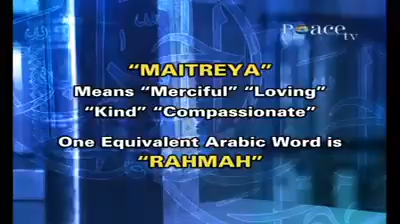 Peace
tv
"MAITREYA"
Means "Merciful" "Loving"
"Kind" "Compassionate"
One Equivalent Arabic Word is
"RAHMAH"